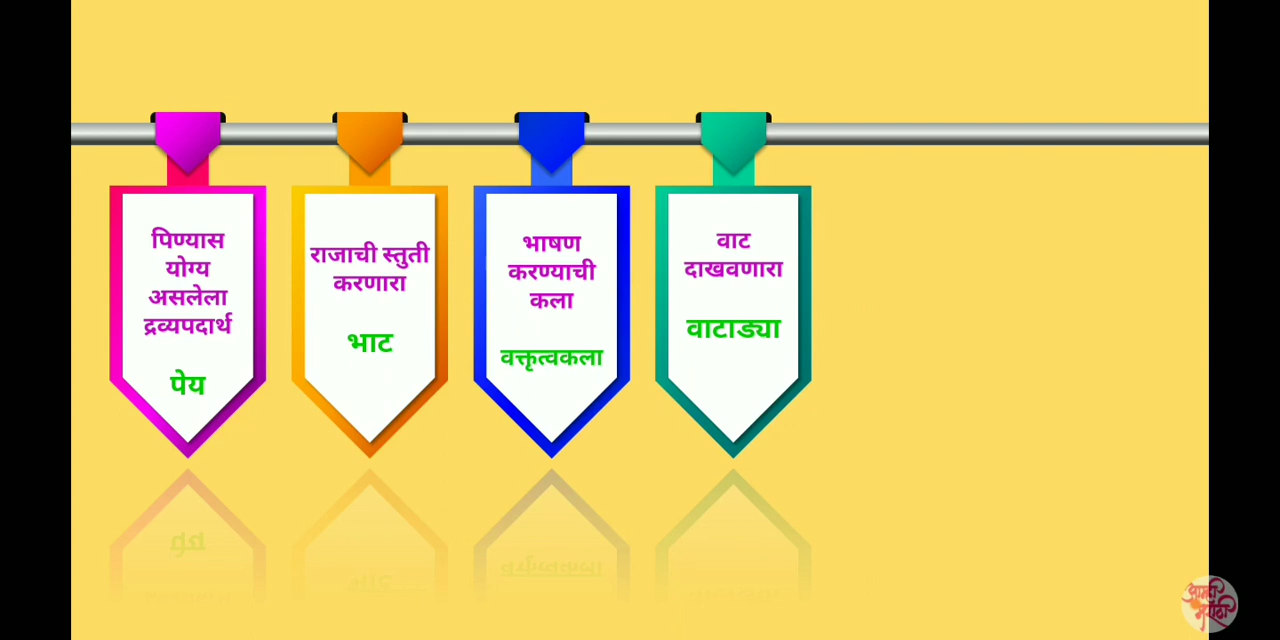 पिण्यास
योग्य
असलेला
द्रव्यपदार्थ
पेय
राजाची स्तुती
करणारा
भाट
भाषण
करण्याची
कला
वक्तृत्वकला
वाट
दाखवणारा
वाटाड्या